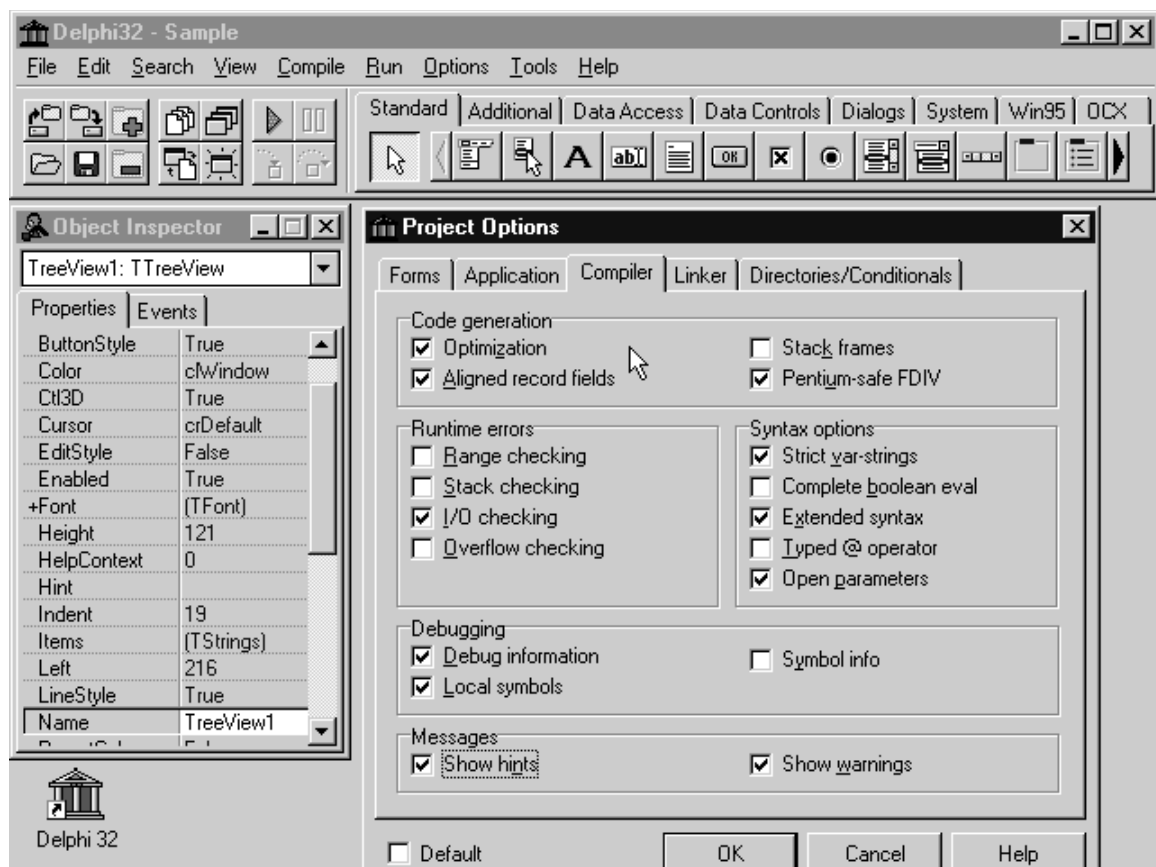 Delphi32 - Sample
File Edit Search View Compile Run Options Tools Help
Standard Additional Data Access Data Controls Dialogs System Win95 OCX
A ab OK
Object Inspector
TreeView1: TTreeView
Properties Events
ButtonStyle True
Color clWindow
Ctl3D True
Cursor crDefault
EditStyle False
Enabled True
+Font (TFont)
Height 121
HelpContext 0
Hint
Indent 19
Items (TStrings)
Left 216
LineStyle True
Name TreeView1
Delphi 32
Project Options
Forms Application Compiler Linker Directories/Conditionals
Code generation
Optimization Stack frames
Aligned record fields Pentium-safe FDIV
Runtime errors
Range checking
Stack checking
I/O checking
Overflow checking
Syntax options
Strict var-strings
Complete boolean eval
Extended syntax
Typed @ operator
Open parameters
Debugging
Debug information Symbol info
Local symbols
Messages
Show hints Show warnings
Default OK Cancel Help